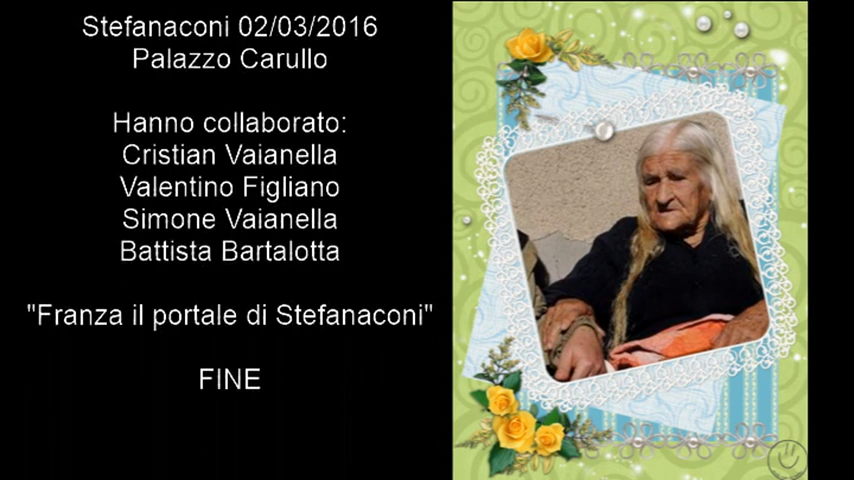 Stefanaconi 02/03/2016
Palazzo Carullo
Hanno collaborato:
Cristian Vaianella
Valentino Figliano
Simone Vaianella
Battista Bartalotta
"Franza il portale di Stefanaconi"
FINE